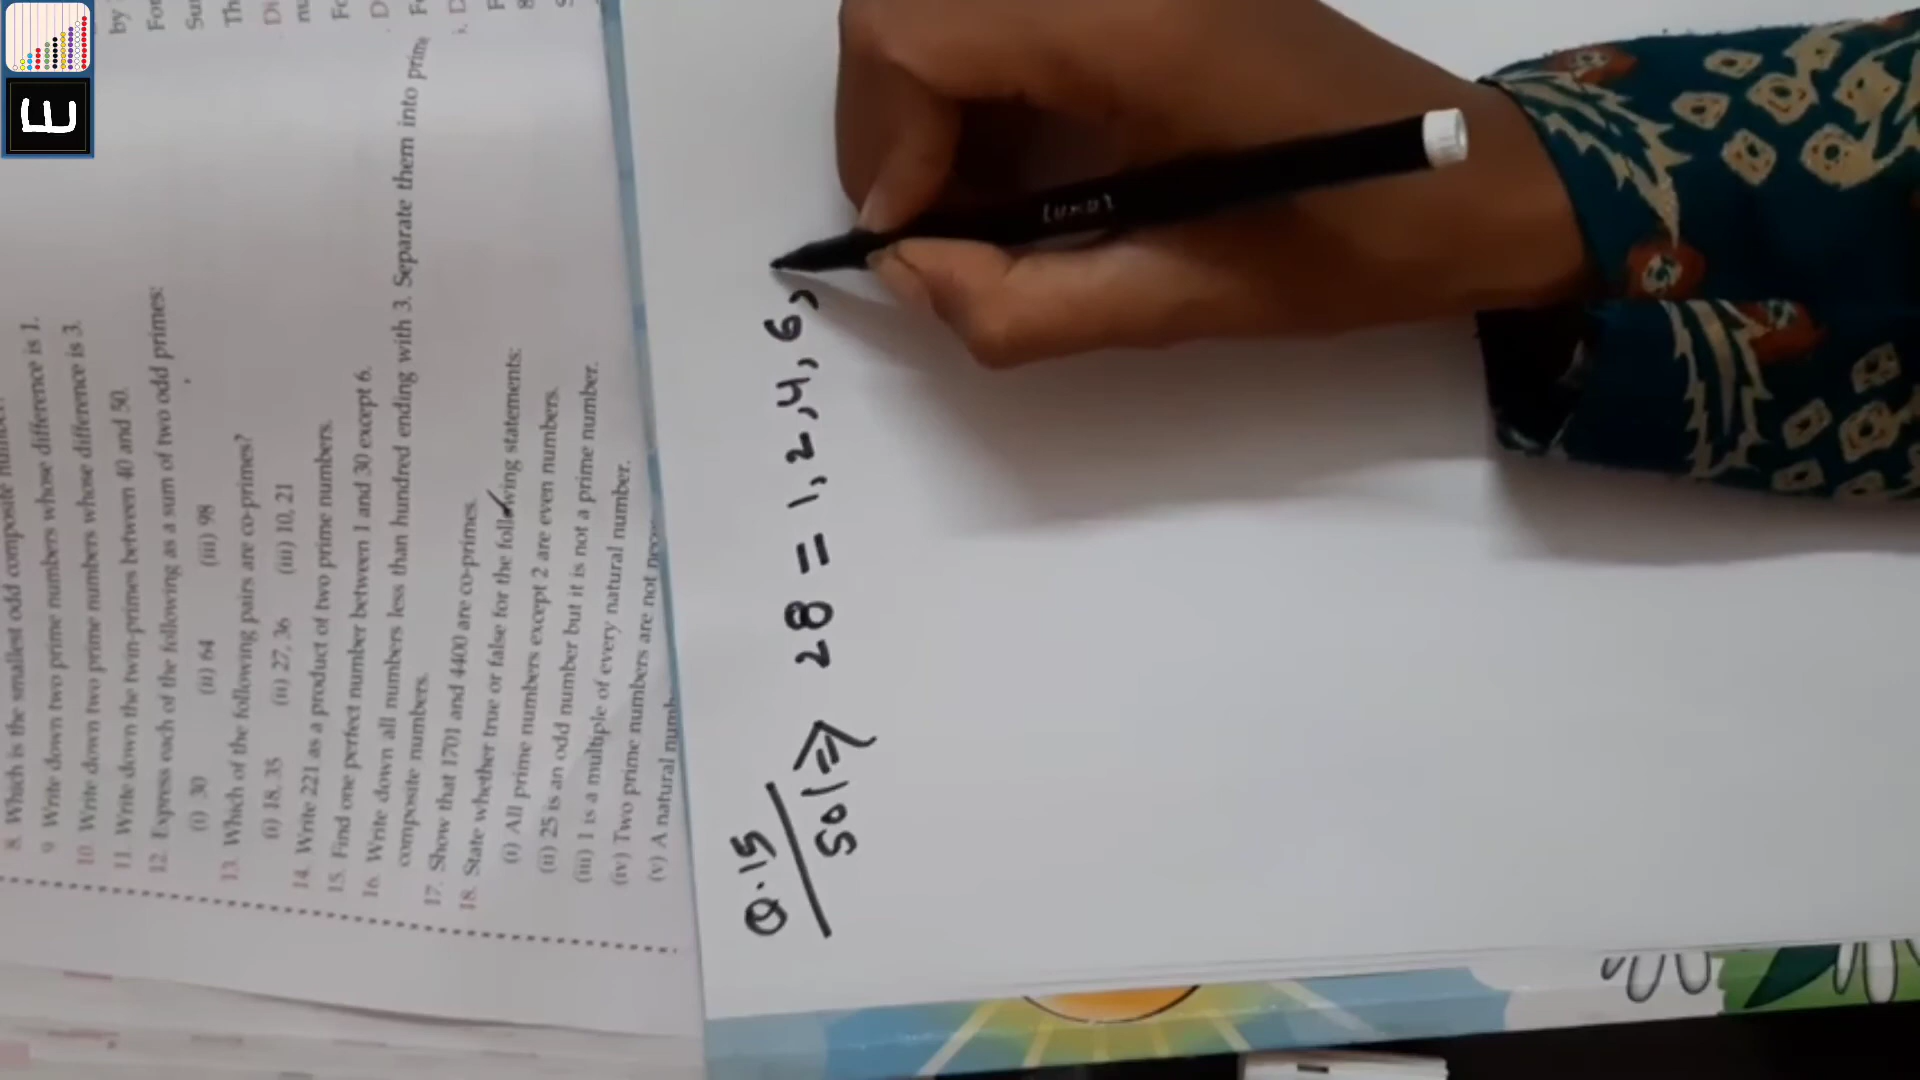 E
8. Which is the smallest odd composite
9 Write down two prime numbers whose difference is 1.
10. Write down two prime numbers whose difference is 3.
11. Write down the twin-primes between 40 and 50.
12. Express each of the following as a sum of two odd primes:
(i) 30 (ii) 64 (iii) 98
13. Which of the following pairs are co-primes?
(i) 18, 35 (ii) 27, 36 (iii) 10, 21
14. Write 221 as a product of two prime numbers.
15. Find one perfect number between 1 and 30 except 6.
16. Write down all numbers less than hundred ending with 3. Separate them into prime
composite numbers.
17. Show that 1701 and 4400 are co-primes.
18. State whether true or false for the following statements:
(i) All prime numbers except 2 are even numbers.
(ii) 25 is an odd number but it is not a prime number.
(iii) 1 is a multiple of every natural number.
(iv) Two prime numbers are not
(v) A natural numb
by
Q.15
Sol⇒ 28 = 1, 2, 4, 6,